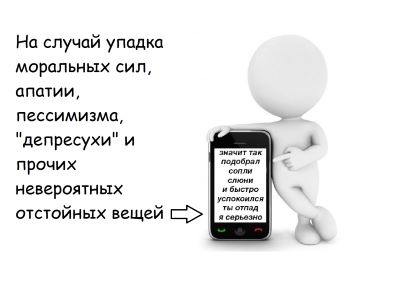 На случай упадка
моральных сил,
апатии,
пессимизма,
"депресухи" и
прочих
невероятных
отстойных вещей
значит так
подобрал
сопли
слюни
и быстро
успокоился
ты отпад
я серьезно